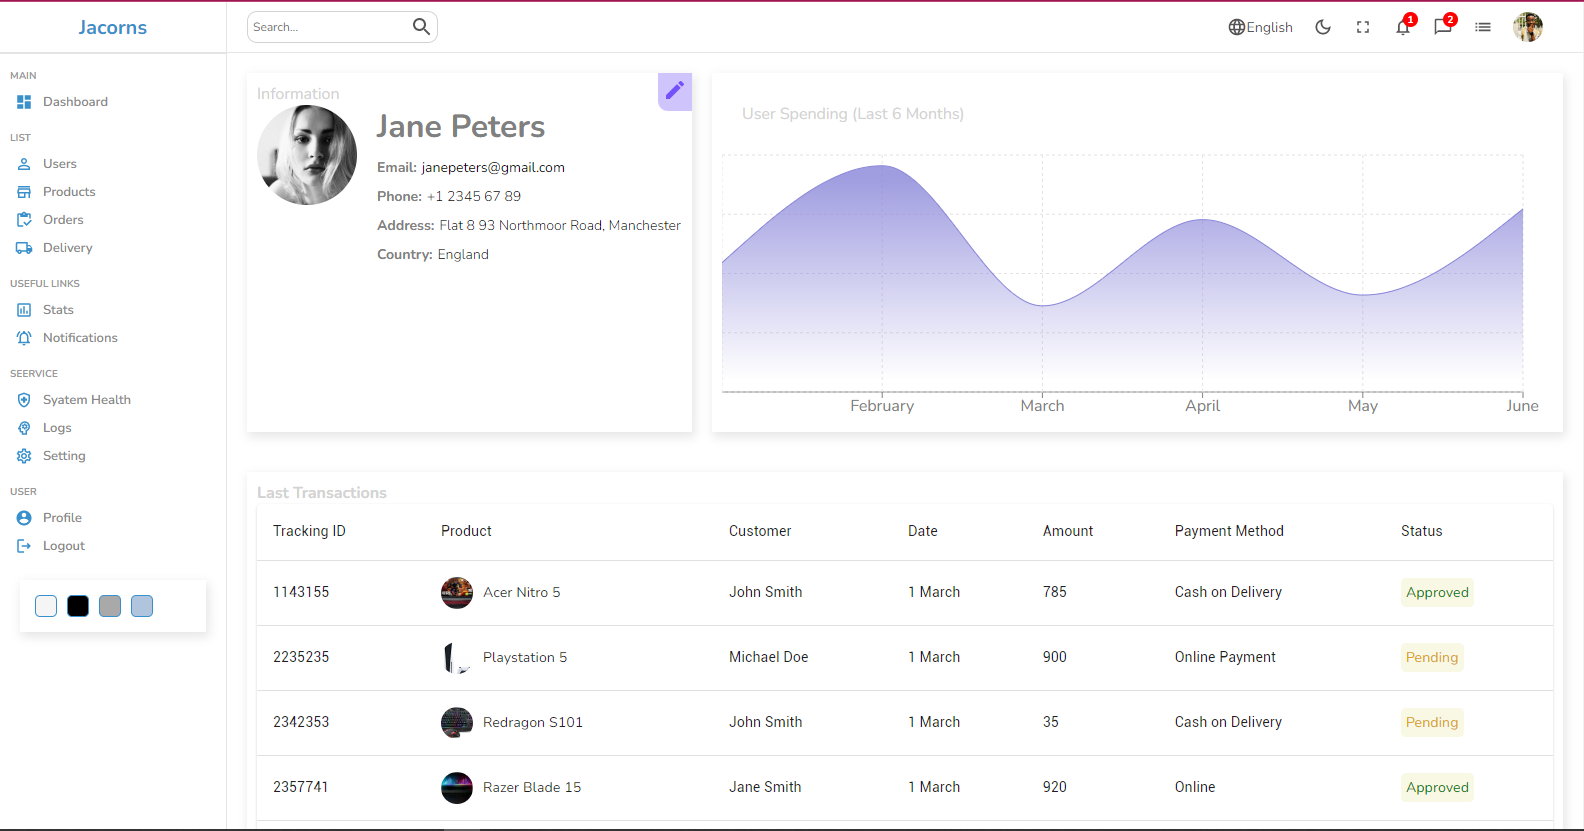 Jacorns
Search...
English
1
2
MAIN
Dashboard
LIST
Users
Products
Orders
Delivery
USEFUL LINKS
Stats
Notifications
SEERVICE
Syatem Health
Logs
Setting
USER
Profile
Logout
Information
Jane Peters
Email: janepeters@gmail.com
Phone: +1 2345 67 89
Address: Flat 8 93 Northmoor Road, Manchester
Country: England
User Spending (Last 6 Months)
February March April May June
Last Transactions
Tracking ID Product Customer Date Amount Payment Method Status
1143155 Acer Nitro 5 John Smith 1 March 785 Cash on Delivery Approved
2235235 Playstation 5 Michael Doe 1 March 900 Online Payment Pending
2342353 Redragon S101 John Smith 1 March 35 Cash on Delivery Pending
2357741 Razer Blade 15 Jane Smith 1 March 920 Online Approved